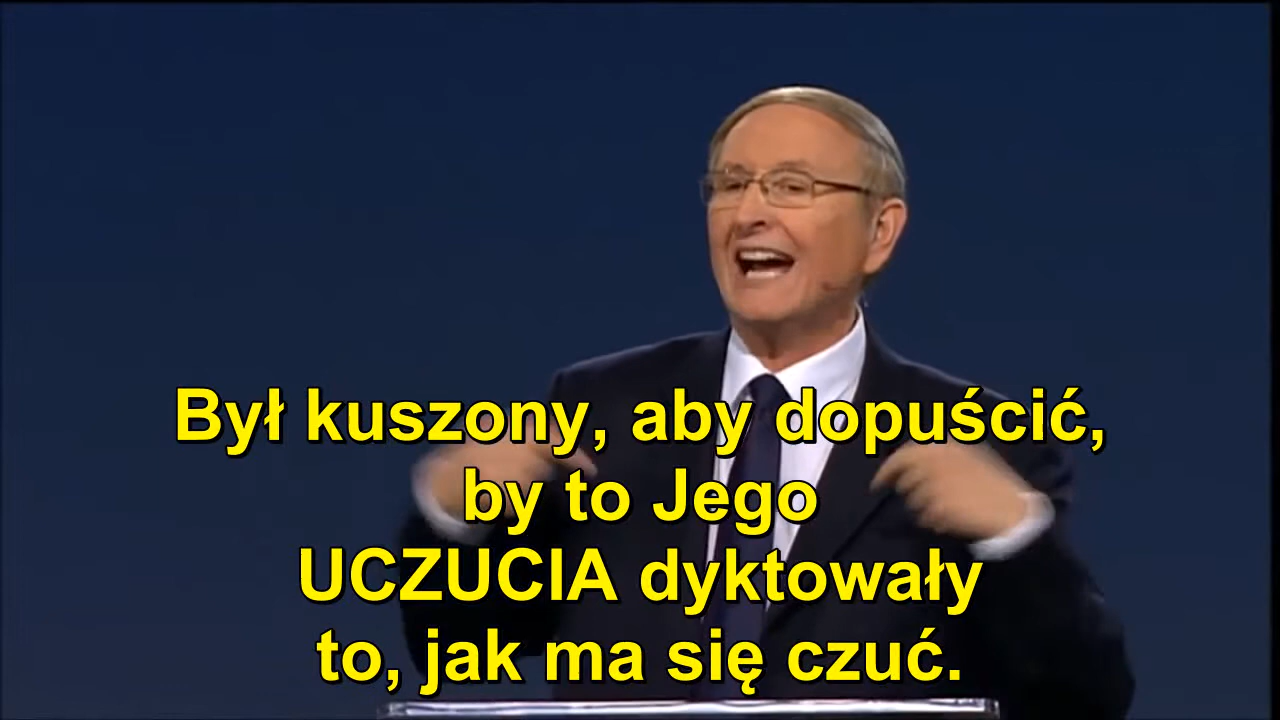 Był kuszony, aby dopuścić,
by to Jego
UCZUCIA dyktowały
to, jak ma się czuć.